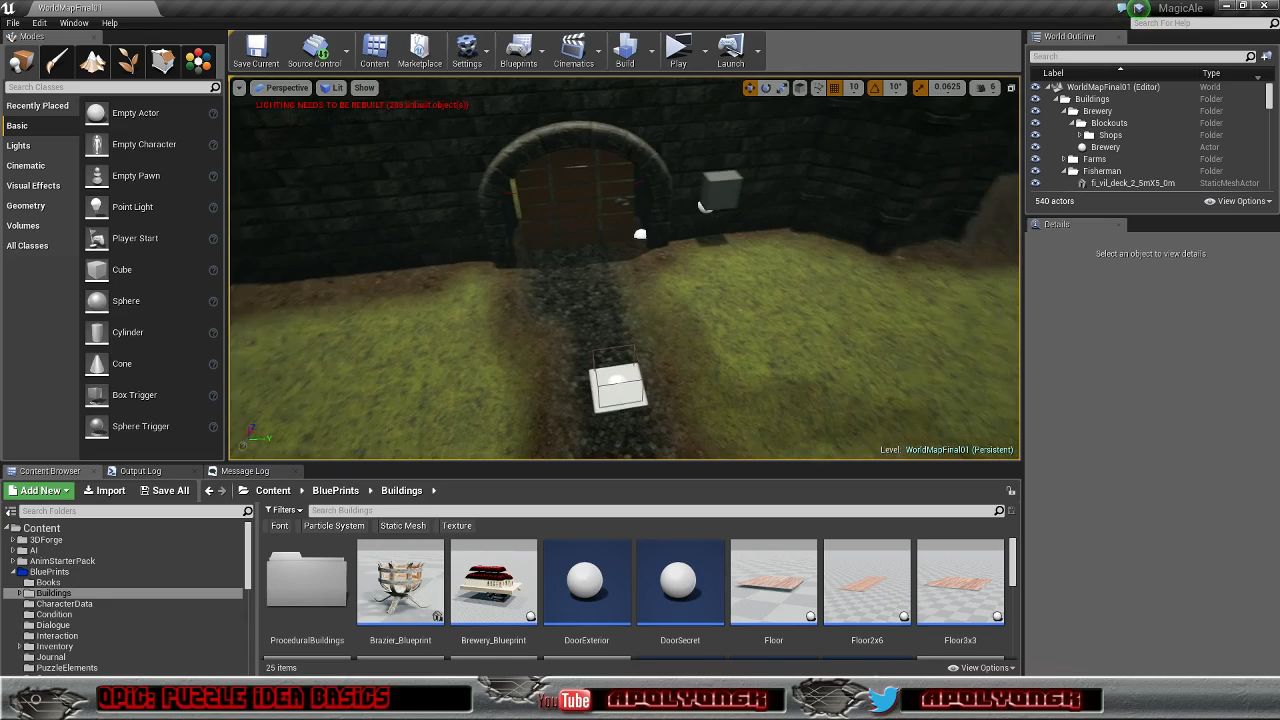 WorldMapFinal01
MagicAle
File Edit Window Help
Search For Help
Modes
Search Classes
Recently Placed
Basic
Lights
Cinematic
Visual Effects
Geometry
Volumes
All Classes
Empty Actor
Empty Character
Empty Pawn
Point Light
Player Start
Cube
Sphere
Cylinder
Cone
Box Trigger
Sphere Trigger
Save Current Source Control Content Marketplace Settings Blueprints Cinematics Build Play Launch
Perspective Lit Show 10 10° 0.0625 6
LIGHTING NEEDS TO BE REBUILT
Level: WorldMapFinal01 (Persistent)
World Outliner
Search
Label Type
WorldMapFinal01 (Editor) World
Buildings Folder
Brewery Folder
Blockouts Folder
Shops Folder
Brewery Actor
Farms Folder
Fisherman Folder
fi_vil_deck_2_5mX5_0m StaticMeshActor
540 actors View Options
Details
Select an object to view details
Content Browser Output Log Message Log
Add New Import Save All Content BluePrints Buildings
Search Folders
Content
3DForge
AI
AnimStarterPack
BluePrints
Books
Buildings
CharacterData
Condition
Dialogue
Interaction
Inventory
Journal
PuzzleElements
Filters Search Buildings
Font Particle System Static Mesh Texture
ProceduralBuildings Brazier_Blueprint Brewery_Blueprint DoorExterior DoorSecret Floor Floor2x6 Floor3x3
25 items View Options
OPIC: PUZZLE IDEA BASICS YouTube APOLYONGK APOLYONGK